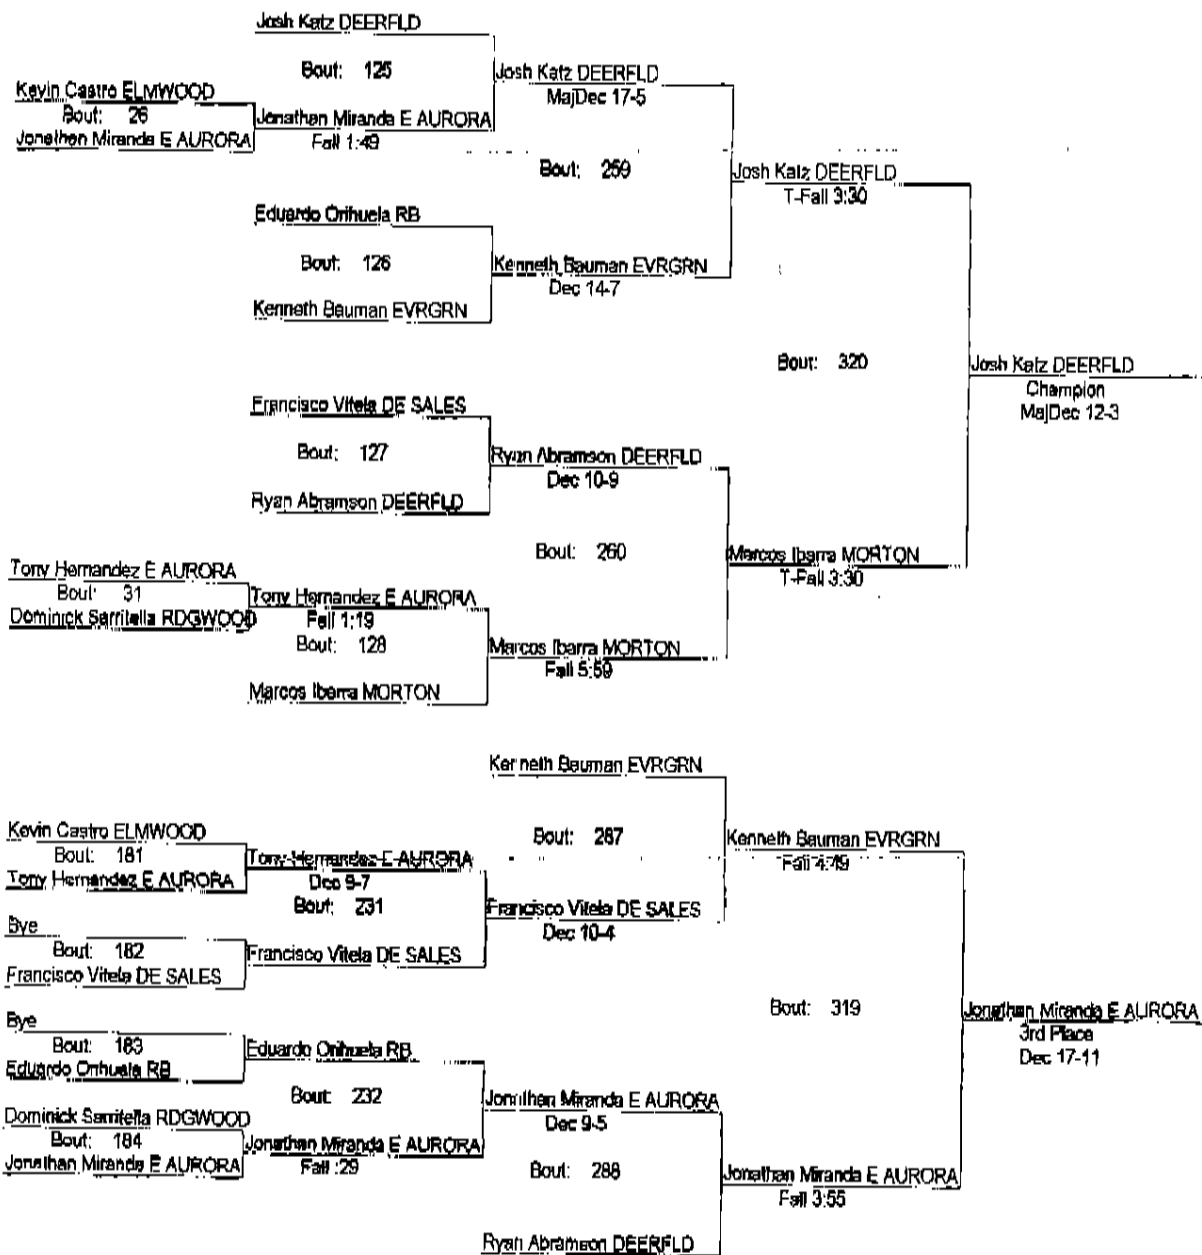 Josh Katz DEERFLD
Bout: 125
Josh Katz DEERFLD
MajDec 17-5
Kevin Castro ELMWOOD
Bout: 26
Jonathan Miranda E AURORA
Jonathan Miranda E AURORA
Fall 1:49
Bout: 259
Josh Katz DEERFLD
T-Fall 3:30
Eduardo Orihuela RB
Bout: 126
Kenneth Bauman EVRGRN
Dec 14-7
Kenneth Bauman EVRGRN
Bout: 320
Josh Katz DEERFLD
Champion
MajDec 12-3
Francisco Vitela DE SALES
Bout: 127
Ryan Abramson DEERFLD
Dec 10-9
Ryan Abramson DEERFLD
Bout: 260
Marcos Ibarra MORTON
T-Fall 3:30
Tony Hernandez E AURORA
Bout: 31
Dominick Sarritella RDGWOOD
Tony Hernandez E AURORA
Fall 1:19
Bout: 128
Marcos Ibarra MORTON
Fall 5:59
Marcos Ibarra MORTON
Kenneth Bauman EVRGRN
Kevin Castro ELMWOOD
Bout: 181
Tony Hernandez E AURORA
Tony Hernandez E AURORA
Dec 9-7
Bout: 231
Bout: 287
Kenneth Bauman EVRGRN
Fall 4:49
Francisco Vitela DE SALES
Dec 10-4
Bye
Bout: 182
Francisco Vitela DE SALES
Francisco Vitela DE SALES
Bout: 319
Jonathan Miranda E AURORA
3rd Place
Dec 17-11
Bye
Bout: 183
Eduardo Orihuela RB
Eduardo Orihuela RB
Bout: 232
Jonathan Miranda E AURORA
Dec 9-5
Dominick Sarritella RDGWOOD
Bout: 184
Jonathan Miranda E AURORA
Jonathan Miranda E AURORA
Fall :29
Bout: 288
Jonathan Miranda E AURORA
Fall 3:55
Ryan Abramson DEERFLD